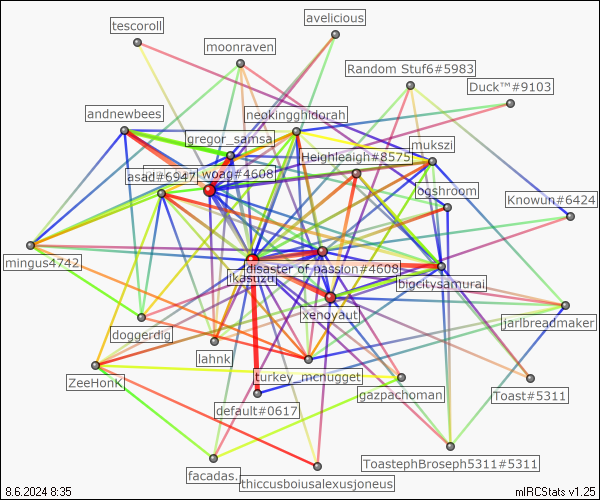 avelicious
tescoroll
moonraven
Random Stuf6#5983
Duck™#9103
andnewbees
neokingghidorah
gregor_samsa
mukszi
Heighleaigh#8575
woag#4608
asad#6947
ogshroom
Knowun#6424
mingus4742
disaster of passion#4608
ikasuzu
bigcitysamurai
xenoyaut
jarlbreadmaker
doggerdig
lahnk
turkey_mcnugget
ZeeHonK
gazpachoman
Toast#5311
default#0617
ToastephBroseph5311#5311
facadas.
thiccusboiusalexusjoneus
8.6.2024 8:35
mIRCStats v1.25